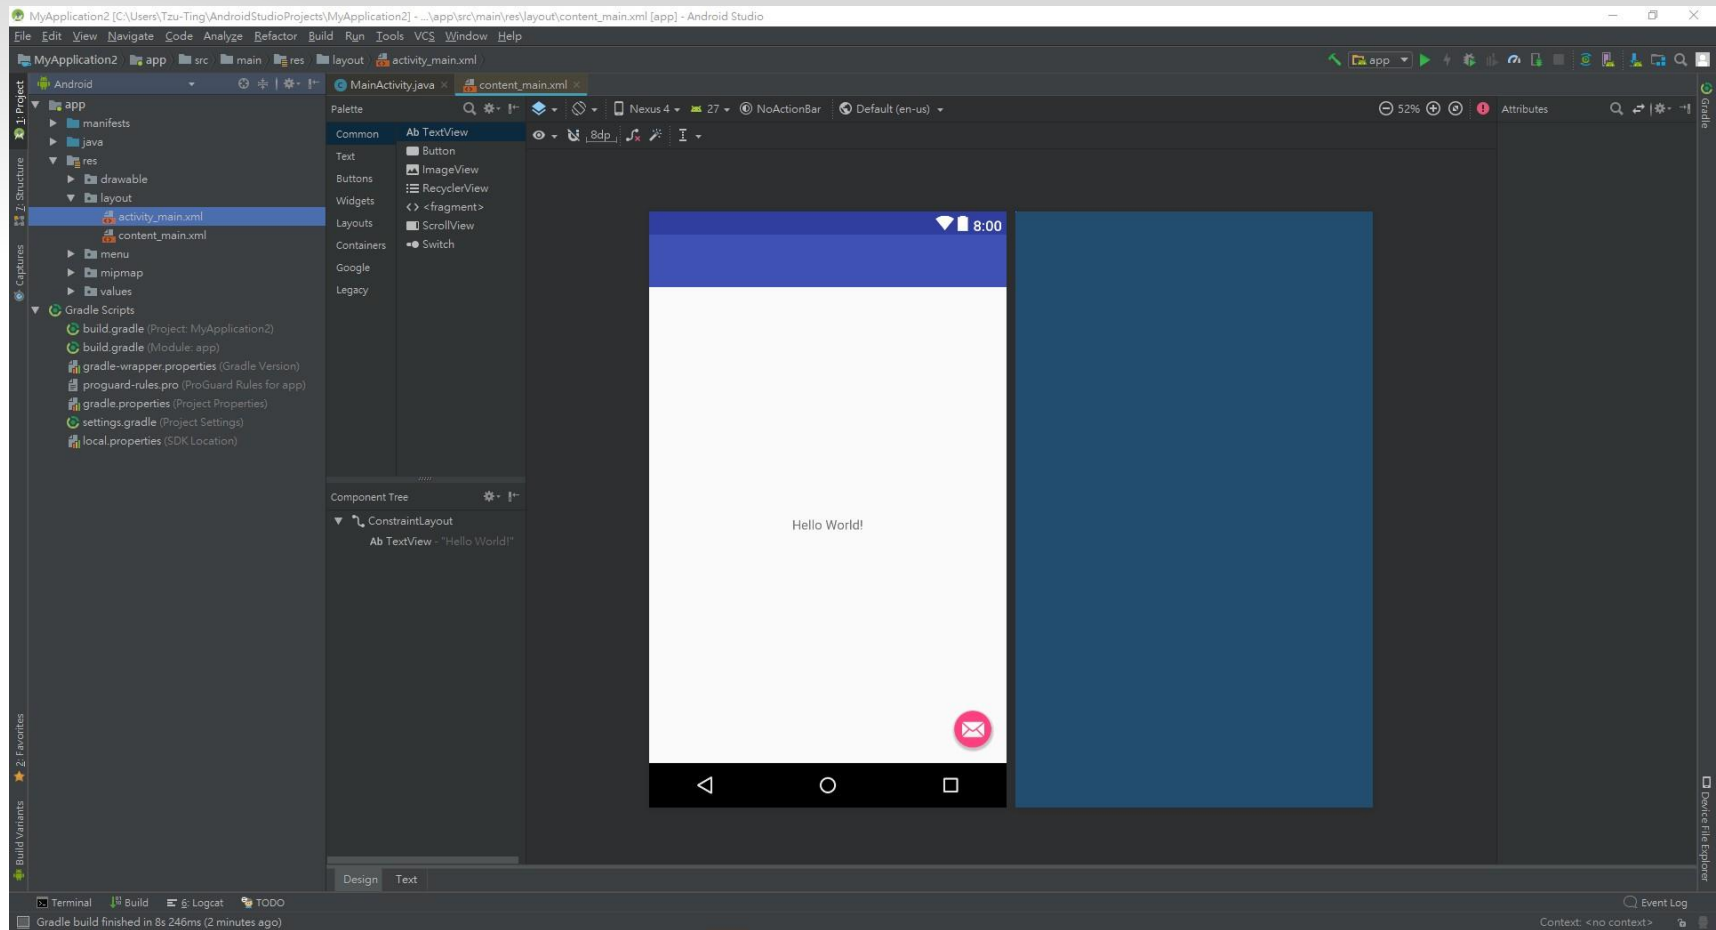 MyApplication2 [C:\Users\Tzu-Ting\AndroidStudioProjects\MyApplication2] - ...\app\src\main\res\layout\content_main.xml [app] - Android Studio
File Edit View Navigate Code Analyze Refactor Build Run Tools VCS Window Help
MyApplication2 app src main res layout activity_main.xml
app
1: Project
Z: Structure
Captures
2: Favorites
Build Variants
Android
app
manifests
java
res
drawable
layout
activity_main.xml
content_main.xml
menu
mipmap
values
Gradle Scripts
build.gradle (Project: MyApplication2)
build.gradle (Module: app)
gradle-wrapper.properties (Gradle Version)
proguard-rules.pro (ProGuard Rules for app)
gradle.properties (Project Properties)
settings.gradle (Project Settings)
local.properties (SDK Location)
MainActivity.java content_main.xml
Palette
Common
Text
Buttons
Widgets
Layouts
Containers
Google
Legacy
Ab TextView
Button
ImageView
RecyclerView
<> <fragment>
ScrollView
Switch
Component Tree
ConstraintLayout
Ab TextView - "Hello World!"
Nexus 4 27 NoActionBar Default (en-us)
52%
8dp
8:00
Hello World!
Attributes
Gradle
Device File Explorer
Design Text
Terminal Build 6: Logcat TODO
Event Log
Gradle build finished in 8s 246ms (2 minutes ago)
Context: <no context>